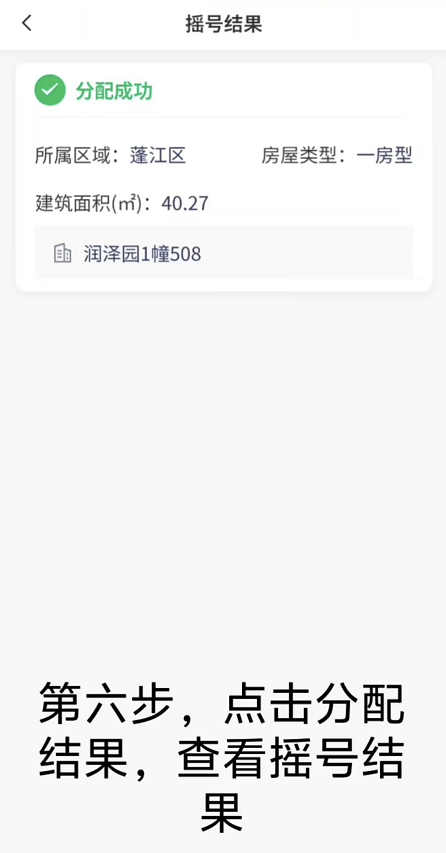 摇号结果
分配成功
所属区域：蓬江区 房屋类型：一房型
建筑面积(㎡)：40.27
润泽园1幢508
第六步，点击分配
结果，查看摇号结
果